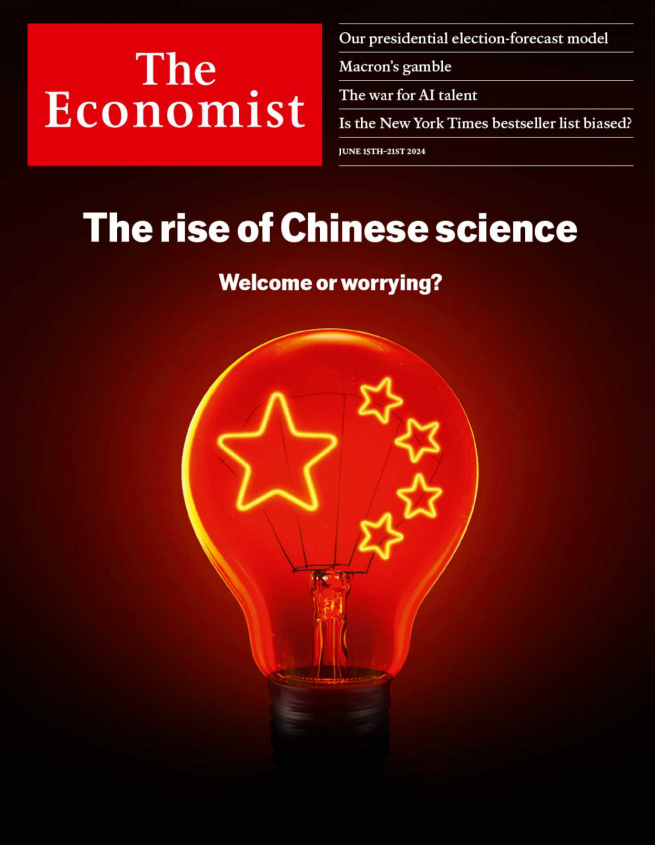 The
Economist
Our presidential election-forecast model
Macron's gamble
The war for AI talent
Is the New York Times bestseller list biased?
JUNE 15TH–21ST 2024
The rise of Chinese science
Welcome or worrying?